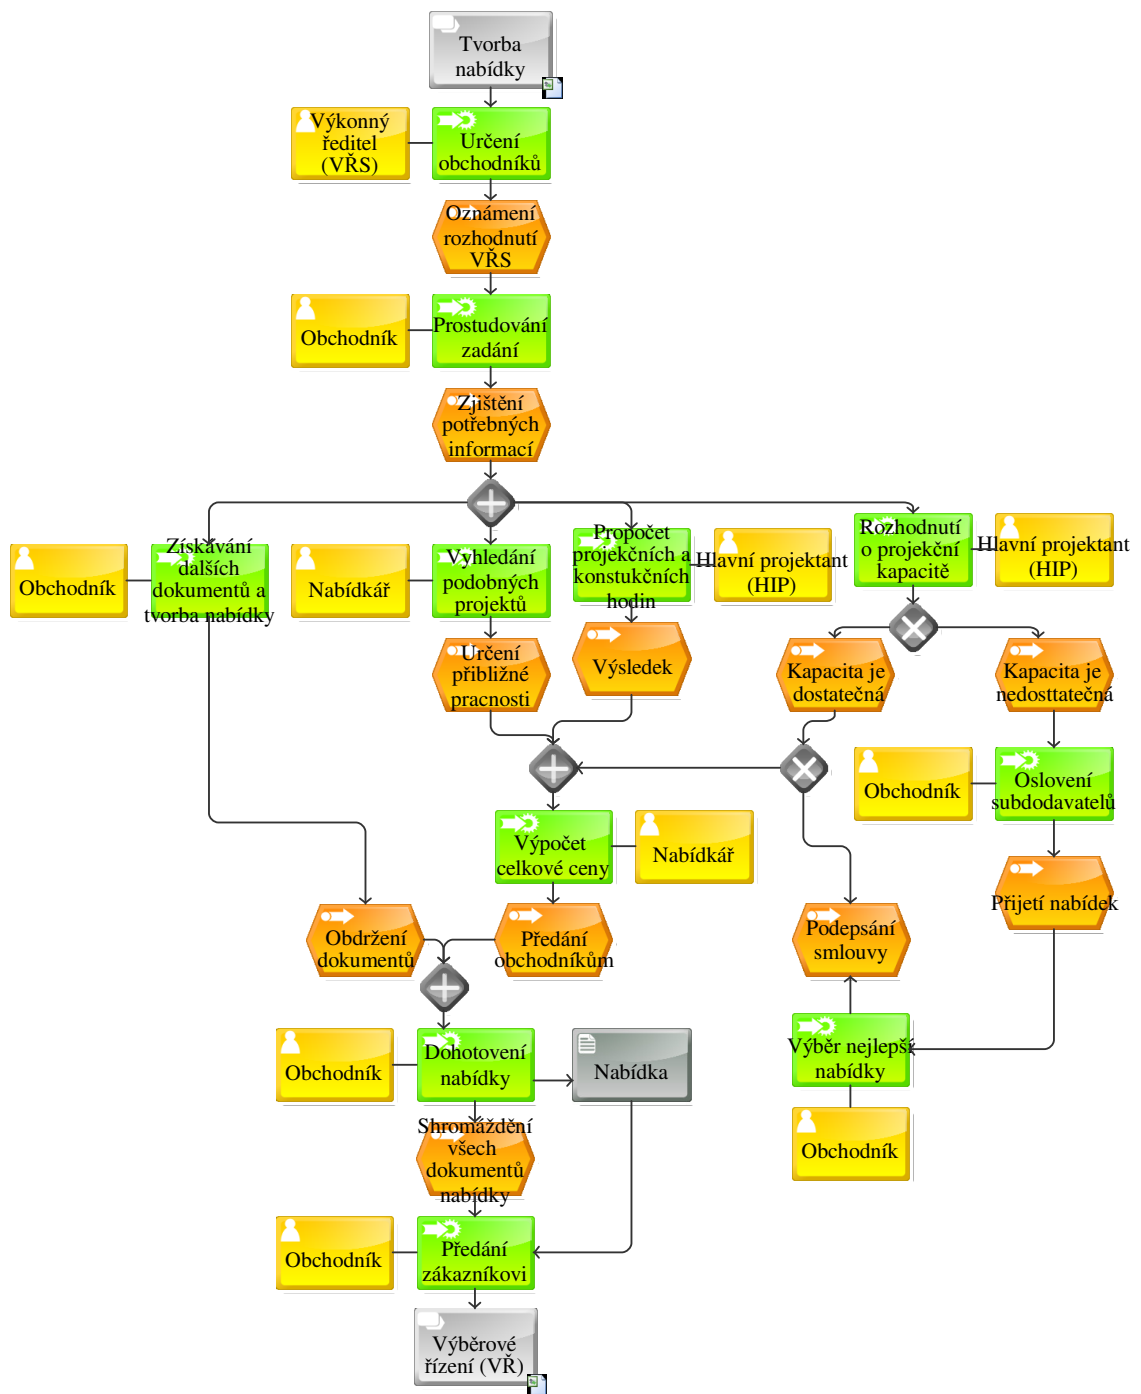 Tvorba
nabídky
Výkonný
ředitel
(VŘS)
Určení
obchodníků
Oznámení
rozhodnutí
VŘS
Obchodník
Prostudování
zadání
Zjištění
potřebných
informací
Obchodník
Získávání
dalších
dokumentů a
tvorba nabídky
Nabídkář
Vyhledání
podobných
projektů
Propočet
projekčních a
konstukčních
hodin
Hlavní projektant
(HIP)
Rozhodnutí
o projekční
kapacitě
Hlavní projektant
(HIP)
Určení
přibližné
pracnosti
Výsledek
Kapacita je
dostatečná
Kapacita je
nedosttatečná
Obchodník
Oslovení
subdodavatelů
Výpočet
celkové ceny
Nabídkář
Přijetí nabídek
Obdržení
dokumentů
Předání
obchodníkům
Podepsání
smlouvy
Obchodník
Dohotovení
nabídky
Nabídka
Výběr nejlepší
nabídky
Obchodník
Shromáždění
všech
dokumentů
nabídky
Obchodník
Předání
zákazníkovi
Výběrové
řízení (VŘ)